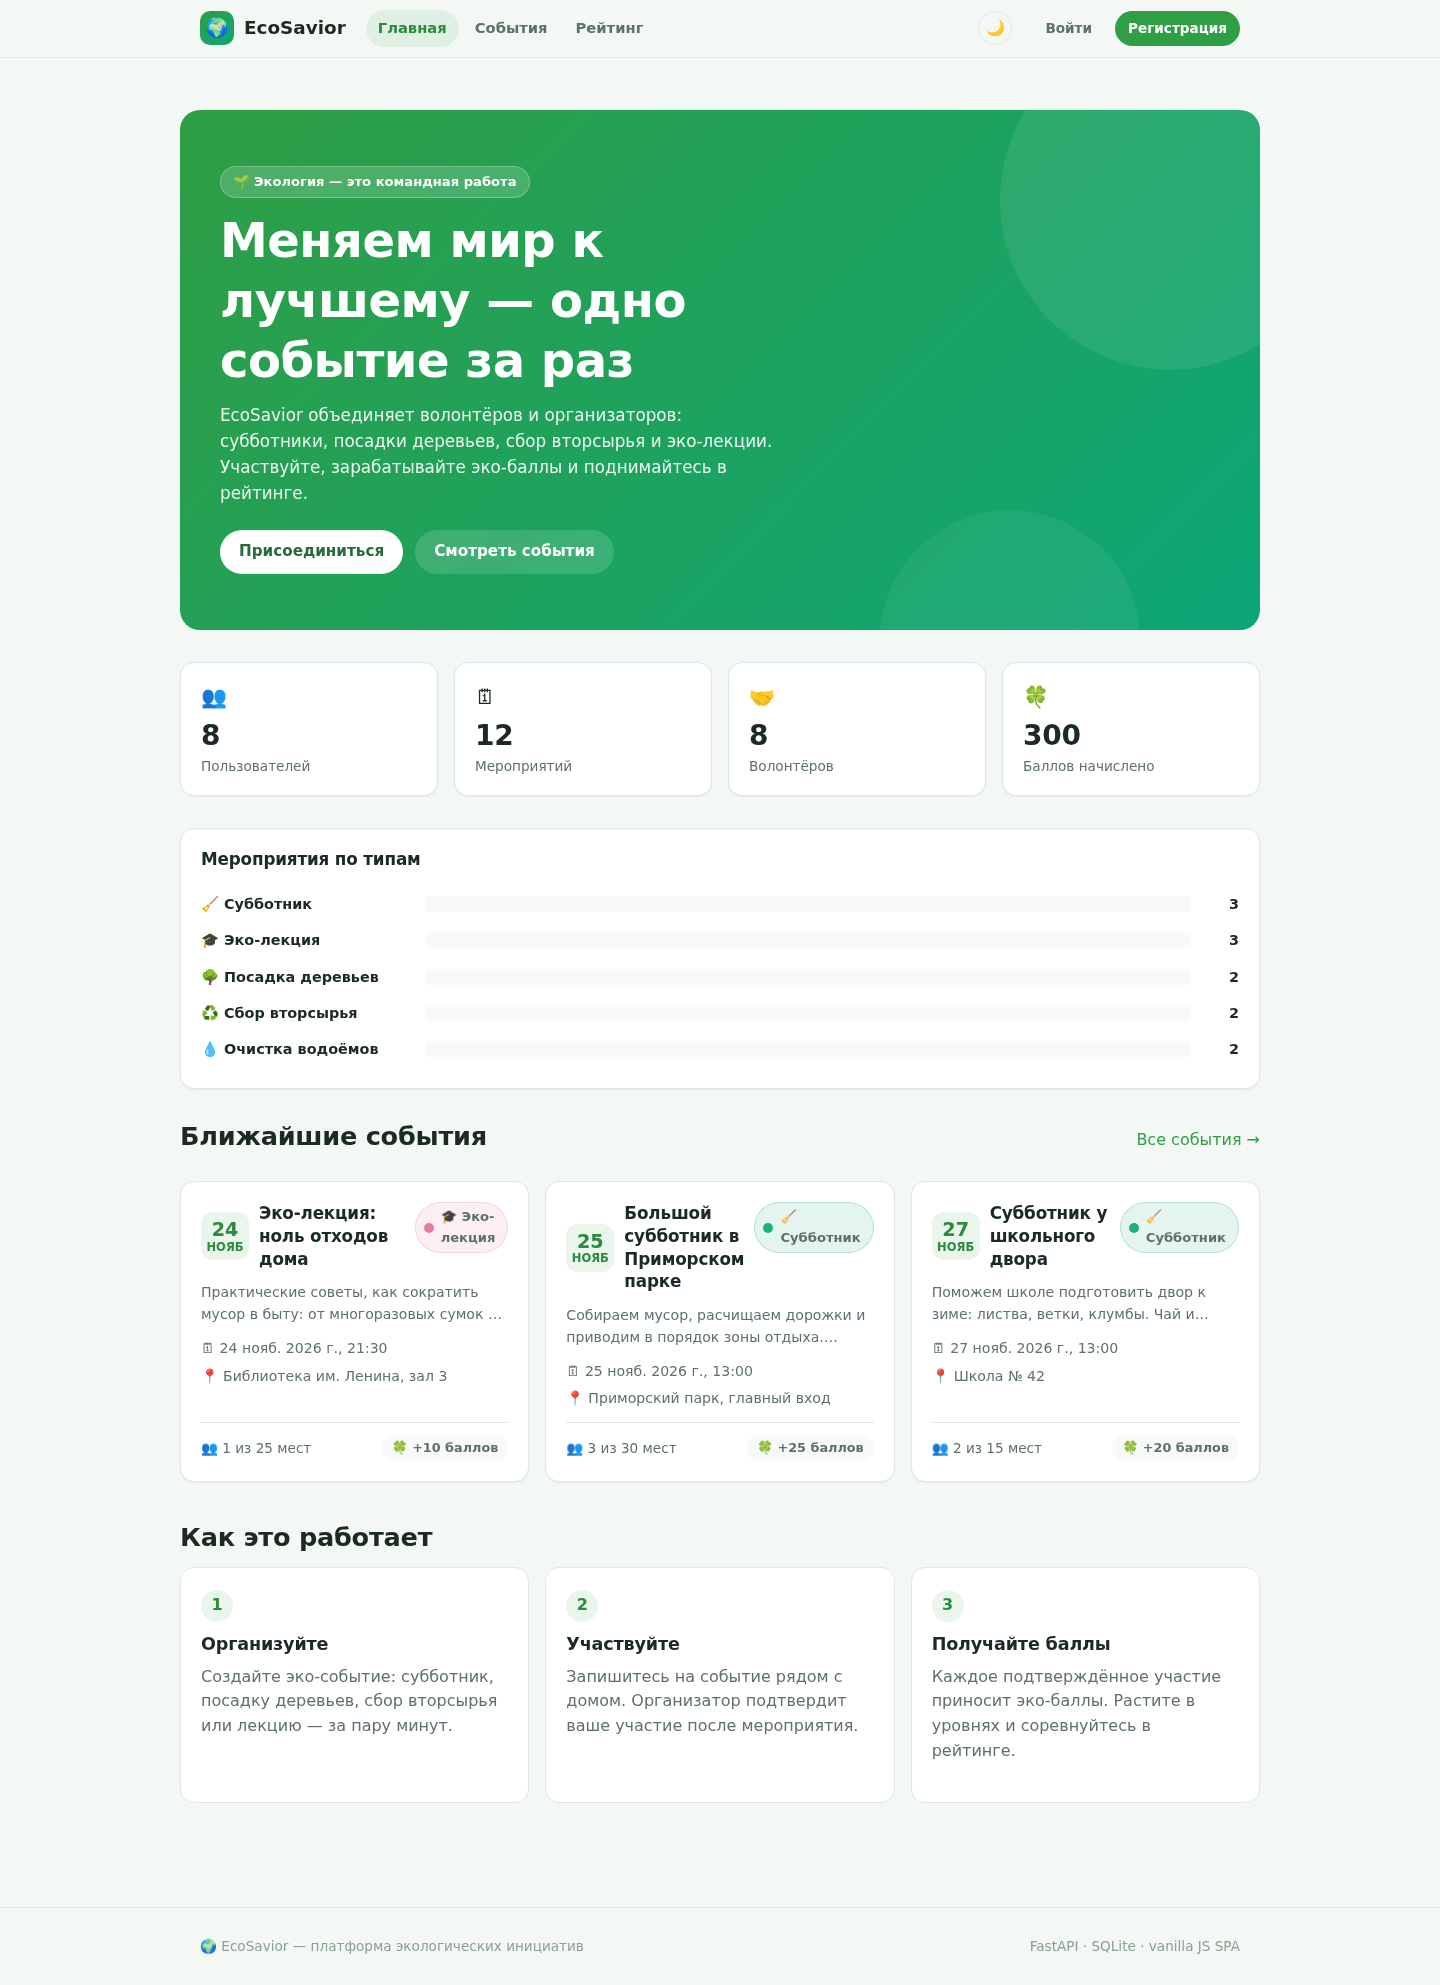 EcoSavior
Главная
События
Рейтинг
Войти
Регистрация
Экология — это командная работа
Меняем мир к
лучшему — одно
событие за раз
EcoSavior объединяет волонтёров и организаторов:
субботники, посадки деревьев, сбор вторсырья и эко-лекции.
Участвуйте, зарабатывайте эко-баллы и поднимайтесь в
рейтинге.
Присоединиться
Смотреть события
8
Пользователей
12
Мероприятий
8
Волонтёров
300
Баллов начислено
Мероприятия по типам
Субботник 3
Эко-лекция 3
Посадка деревьев 2
Сбор вторсырья 2
Очистка водоёмов 2
Ближайшие события
Все события →
24
НОЯБ
Эко-лекция:
ноль отходов
дома
Эко-
лекция
Практические советы, как сократить
мусор в быту: от многоразовых сумок …
24 нояб. 2026 г., 21:30
Библиотека им. Ленина, зал 3
1 из 25 мест
+10 баллов
25
НОЯБ
Большой
субботник в
Приморском
парке
Субботник
Собираем мусор, расчищаем дорожки и
приводим в порядок зоны отдыха.…
25 нояб. 2026 г., 13:00
Приморский парк, главный вход
3 из 30 мест
+25 баллов
27
НОЯБ
Субботник у
школьного
двора
Субботник
Поможем школе подготовить двор к
зиме: листва, ветки, клумбы. Чай и…
27 нояб. 2026 г., 13:00
Школа № 42
2 из 15 мест
+20 баллов
Как это работает
1
Организуйте
Создайте эко-событие: субботник,
посадку деревьев, сбор вторсырья
или лекцию — за пару минут.
2
Участвуйте
Запишитесь на событие рядом с
домом. Организатор подтвердит
ваше участие после мероприятия.
3
Получайте баллы
Каждое подтверждённое участие
приносит эко-баллы. Растите в
уровнях и соревнуйтесь в
рейтинге.
EcoSavior — платформа экологических инициатив
FastAPI · SQLite · vanilla JS SPA